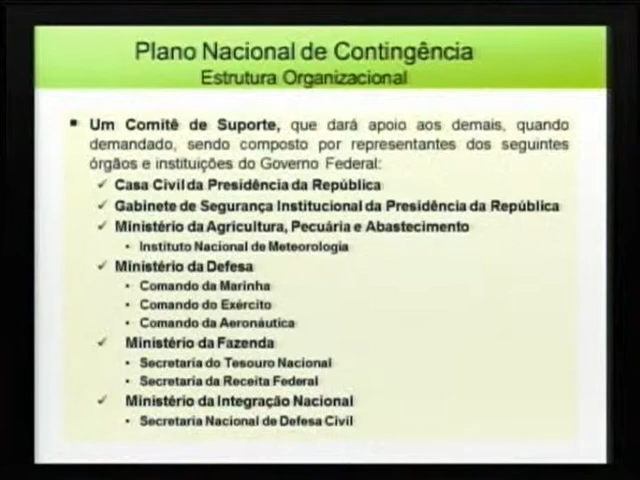 Plano Nacional de Contingência
Estrutura Organizacional
▪ Um Comitê de Suporte, que dará apoio aos demais, quando
demandado, sendo composto por representantes dos seguintes
órgãos e instituições do Governo Federal:
✓ Casa Civil da Presidência da República
✓ Gabinete de Segurança Institucional da Presidência da República
✓ Ministério da Agricultura, Pecuária e Abastecimento
• Instituto Nacional de Meteorologia
✓ Ministério da Defesa
• Comando da Marinha
• Comando do Exército
• Comando da Aeronáutica
✓ Ministério da Fazenda
• Secretaria do Tesouro Nacional
• Secretaria da Receita Federal
✓ Ministério da Integração Nacional
• Secretaria Nacional de Defesa Civil